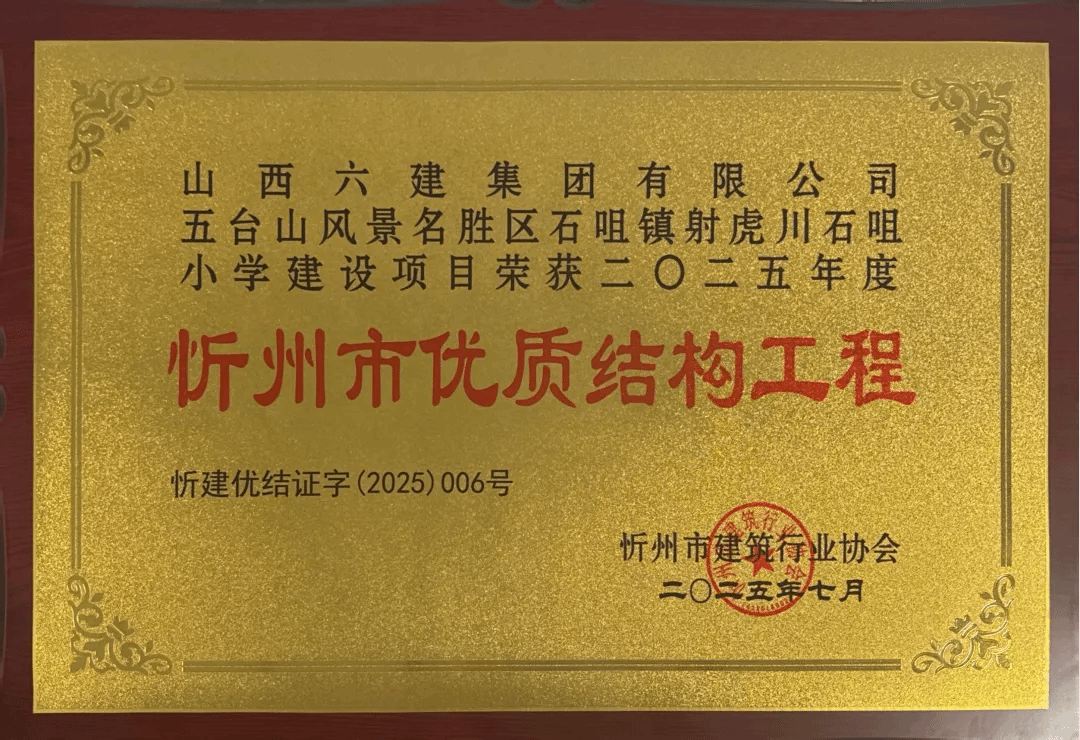 山西六建集团有限公司
五台山风景名胜区石咀镇射虎川石咀
小学建设项目荣获二〇二五年度
忻州市优质结构工程
忻建优结证字(2025)006号
忻州市建筑行业协会
二〇二五年七月